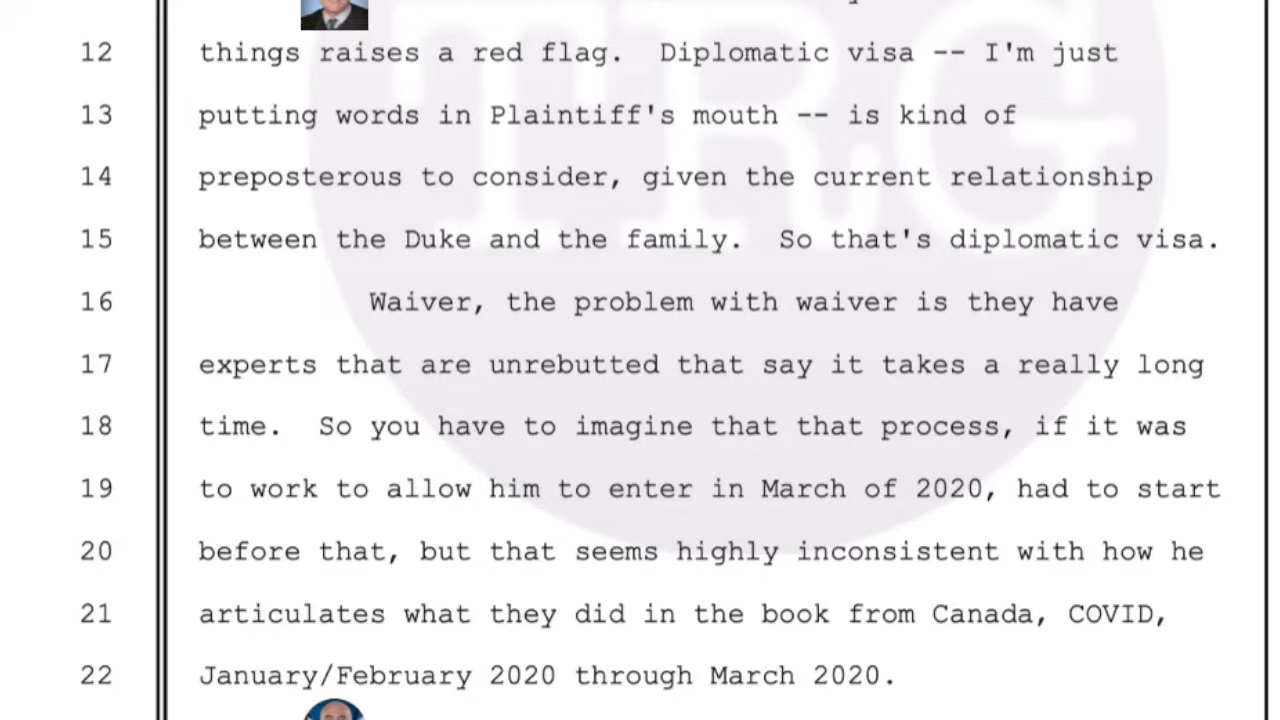 12 things raises a red flag.  Diplomatic visa -- I'm just
13 putting words in Plaintiff's mouth -- is kind of
14 preposterous to consider, given the current relationship
15 between the Duke and the family.  So that's diplomatic visa.
16 Waiver, the problem with waiver is they have
17 experts that are unrebutted that say it takes a really long
18 time.  So you have to imagine that that process, if it was
19 to work to allow him to enter in March of 2020, had to start
20 before that, but that seems highly inconsistent with how he
21 articulates what they did in the book from Canada, COVID,
22 January/February 2020 through March 2020.
TRG